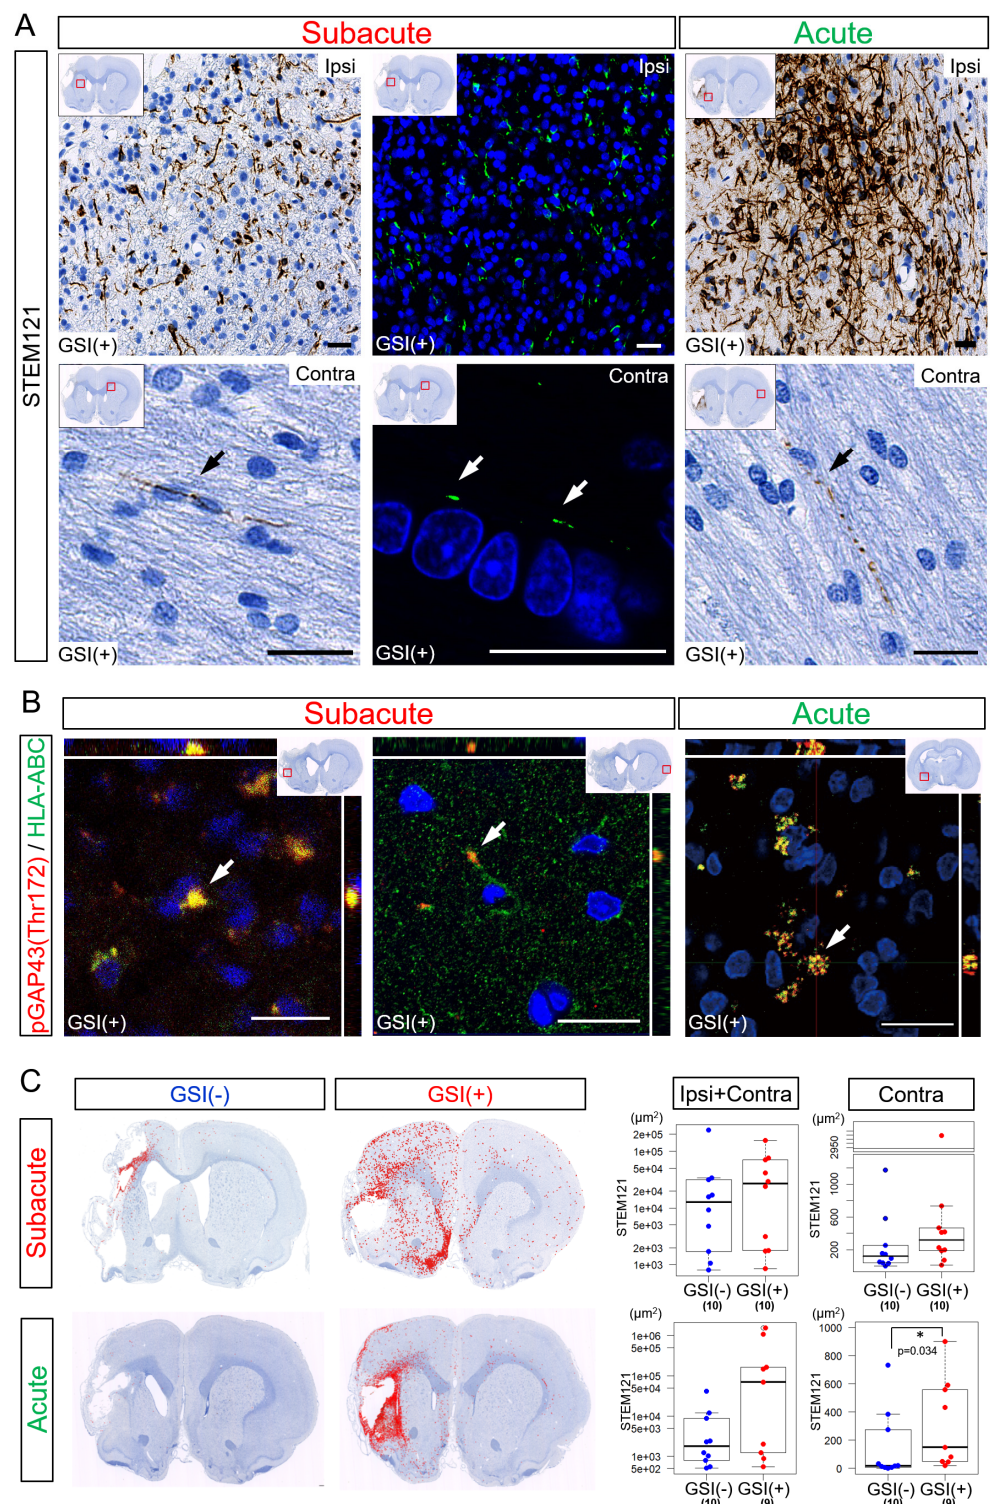 A
Subacute
Acute
STEM121
Ipsi
Ipsi
Ipsi
GSI(+)
GSI(+)
GSI(+)
Contra
Contra
Contra
GSI(+)
GSI(+)
GSI(+)
B
Subacute
Acute
pGAP43(Thr172) / HLA-ABC
GSI(+)
GSI(+)
GSI(+)
C
GSI(-)
GSI(+)
Ipsi+Contra
Contra
Subacute
(μm²)
2e+05
1e+05
5e+04
2e+04
1e+04
5e+03
2e+03
1e+03
STEM121
GSI(-)
GSI(+)
(10)
(10)
(μm²)
2950
1000
600
200
STEM121
GSI(-)
GSI(+)
(10)
(10)
Acute
(μm²)
1e+06
5e+05
1e+05
5e+04
1e+04
5e+03
1e+03
5e+02
STEM121
GSI(-)
GSI(+)
(10)
(9)
(μm²)
1000
800
600
400
200
0
STEM121
*
p=0.034
GSI(-)
GSI(+)
(10)
(9)